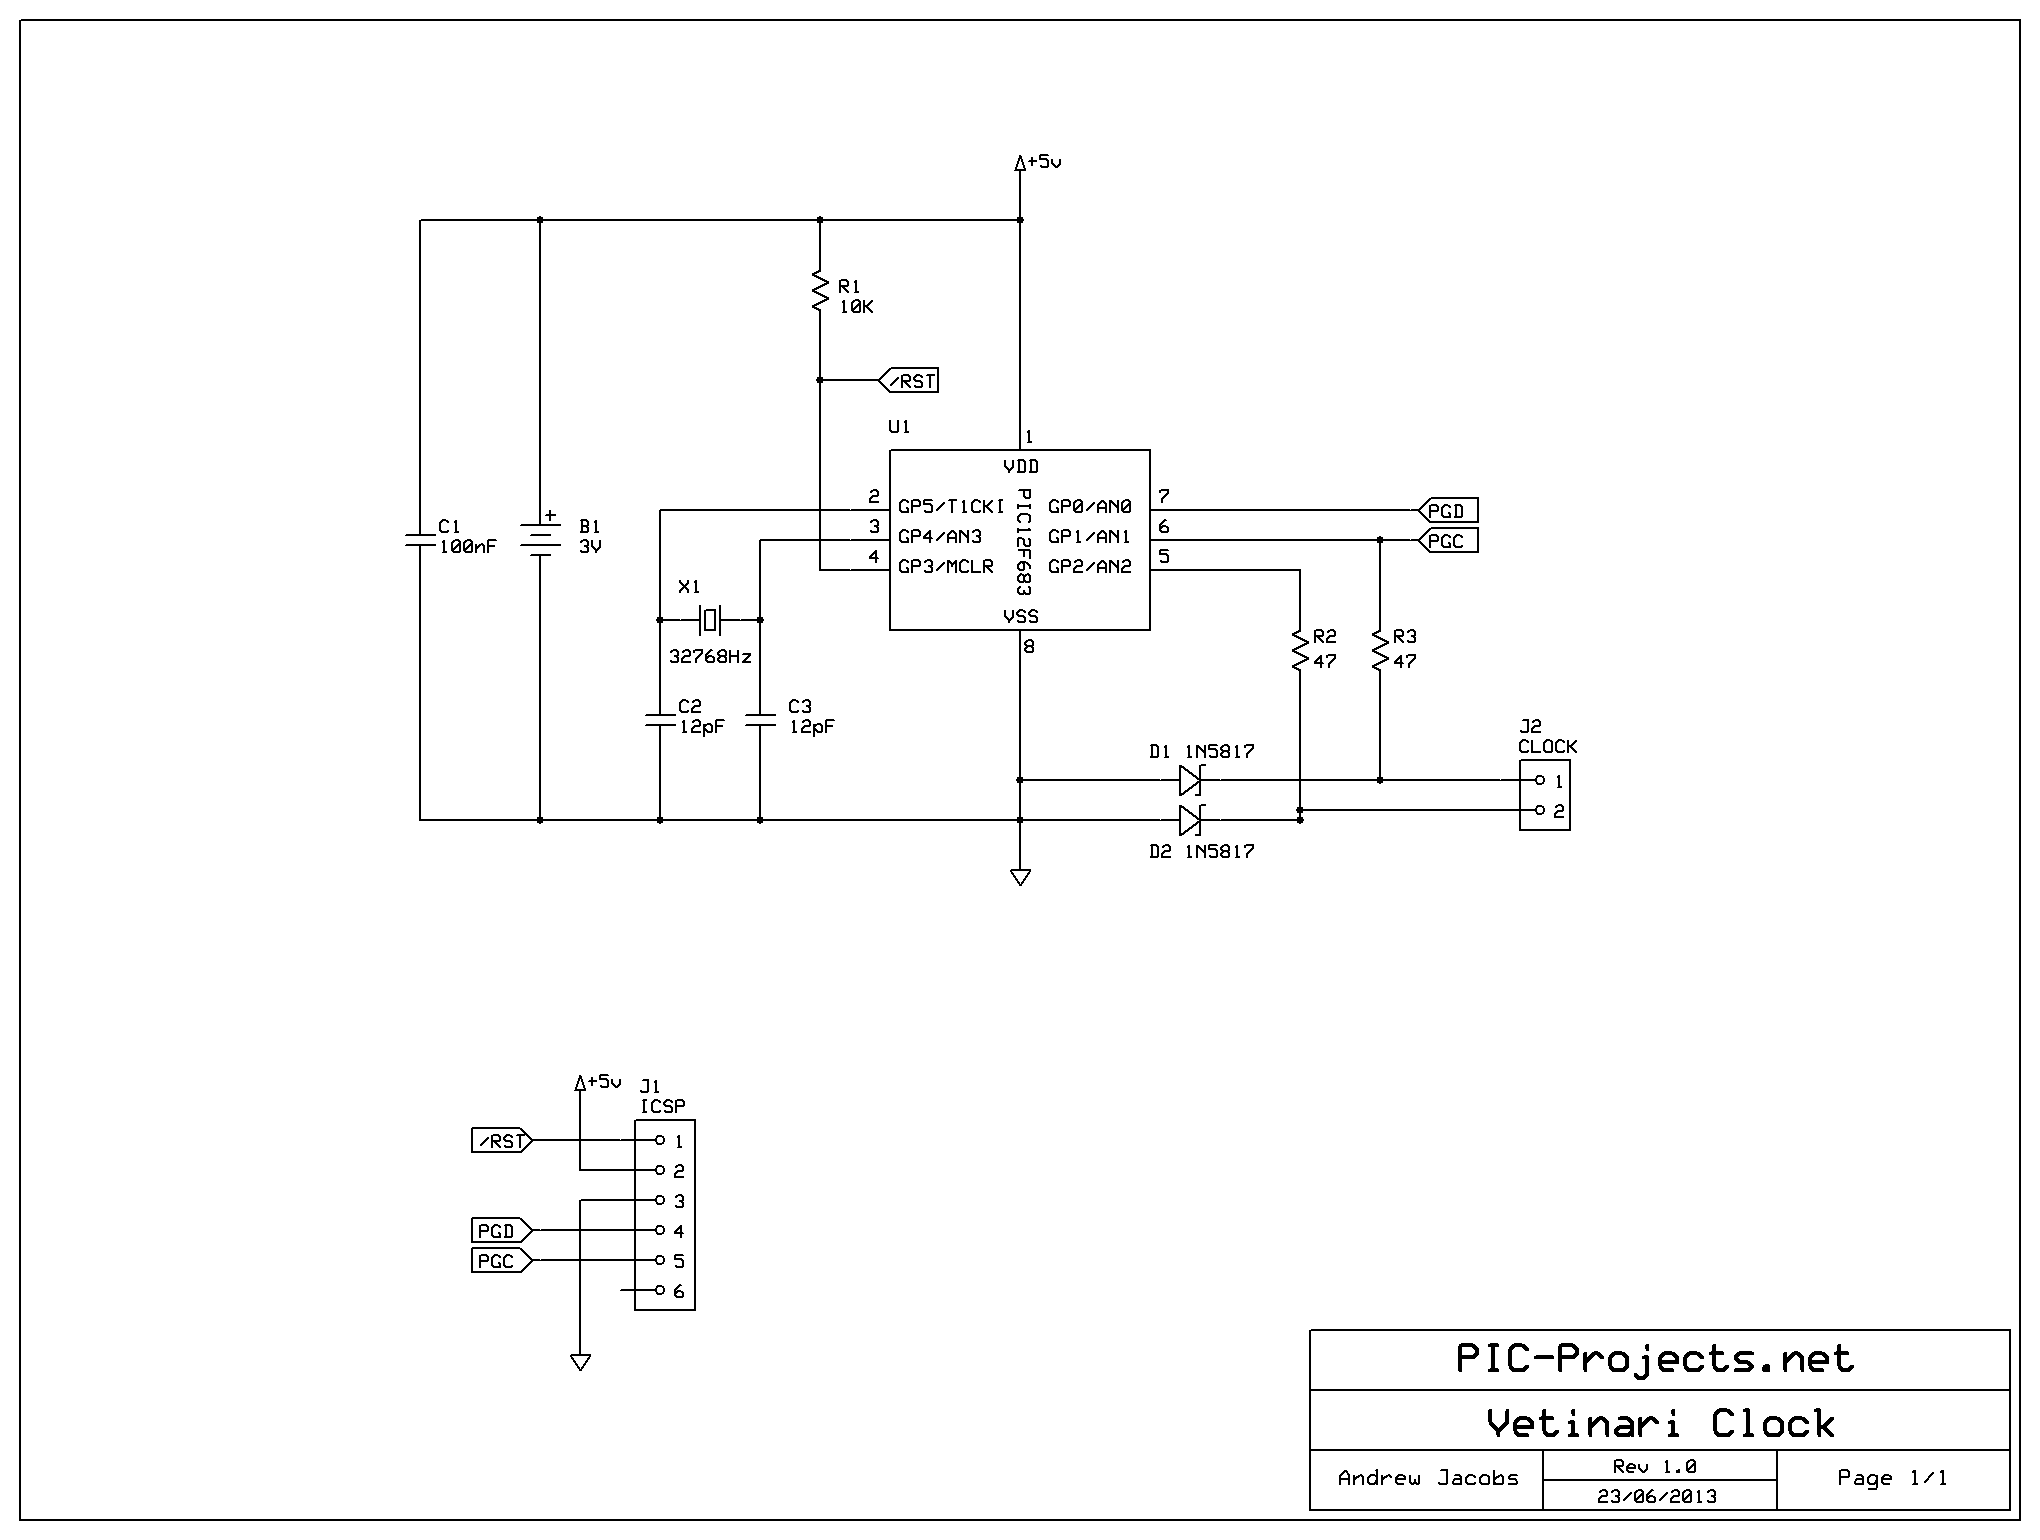 +5v
R1
10K
/RST
U1
1
VDD
2
GP5/T1CKI
GP0/AN0
7
PGD
C1
100nF
+
B1
3V
3
GP4/AN3
PIC12F683
GP1/AN1
6
PGC
4
GP3/MCLR
GP2/AN2
5
X1
32768Hz
VSS
8
R2
47
R3
47
C2
12pF
C3
12pF
D1 1N5817
D2 1N5817
J2
CLOCK
1
2
+5v
J1
ICSP
/RST
1
2
3
PGD
4
PGC
5
6
PIC-Projects.net
Vetinari Clock
Andrew Jacobs
Rev 1.0
23/06/2013
Page 1/1